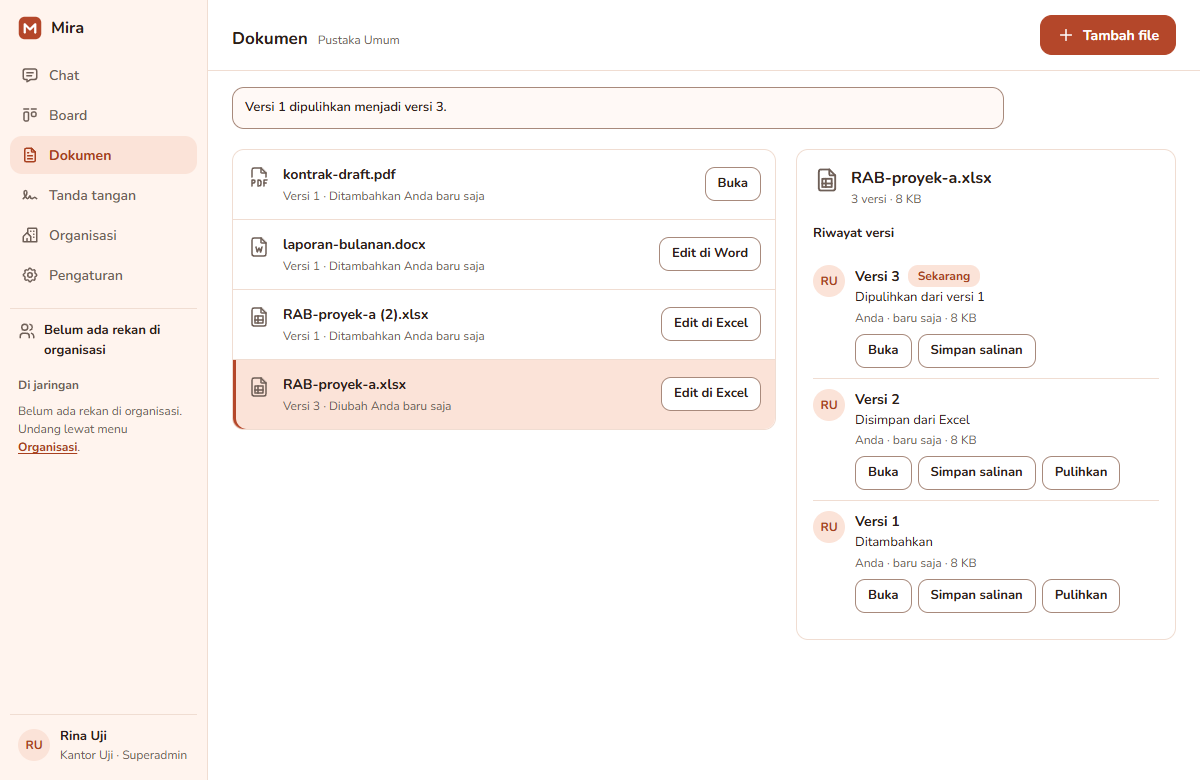 Mira
Chat
Board
Dokumen
Tanda tangan
Organisasi
Pengaturan
Belum ada rekan di
organisasi
Di jaringan
Belum ada rekan di organisasi.
Undang lewat menu
Organisasi.
RU
Rina Uji
Kantor Uji · Superadmin
Dokumen Pustaka Umum
Tambah file
Versi 1 dipulihkan menjadi versi 3.
PDF
kontrak-draft.pdf
Versi 1 · Ditambahkan Anda baru saja
Buka
W
laporan-bulanan.docx
Versi 1 · Ditambahkan Anda baru saja
Edit di Word
RAB-proyek-a (2).xlsx
Versi 1 · Ditambahkan Anda baru saja
Edit di Excel
RAB-proyek-a.xlsx
Versi 3 · Diubah Anda baru saja
Edit di Excel
RAB-proyek-a.xlsx
3 versi · 8 KB
Riwayat versi
RU
Versi 3 Sekarang
Dipulihkan dari versi 1
Anda · baru saja · 8 KB
Buka Simpan salinan
RU
Versi 2
Disimpan dari Excel
Anda · baru saja · 8 KB
Buka Simpan salinan Pulihkan
RU
Versi 1
Ditambahkan
Anda · baru saja · 8 KB
Buka Simpan salinan Pulihkan